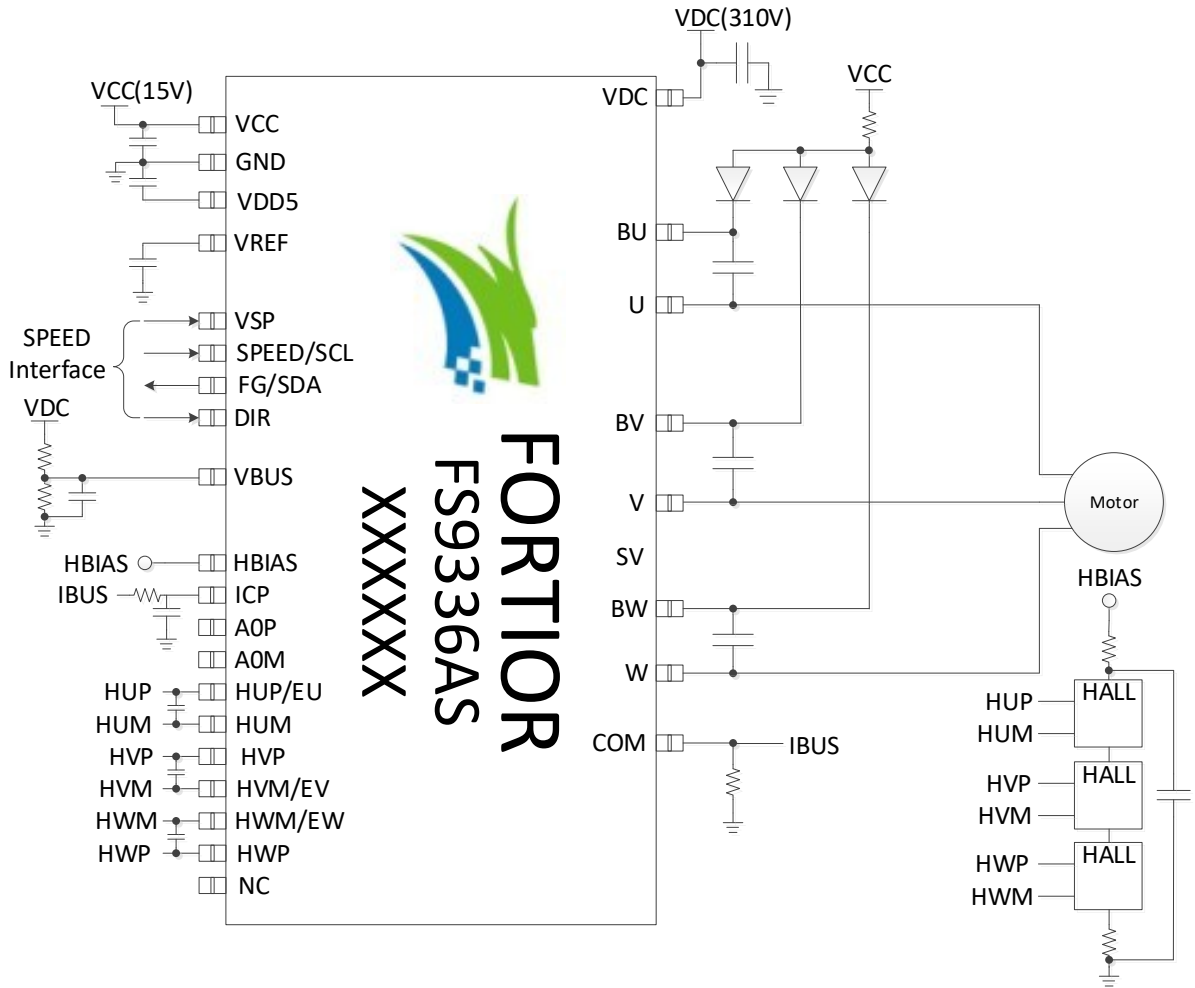 VDC(310V)
VCC(15V)
VCC
VCC
GND
VDD5
VREF
VSP
SPEED/SCL
FG/SDA
DIR
SPEED
Interface
VDC
VBUS
HBIAS
HBIAS
IBUS
ICP
A0P
A0M
HUP
HUP/EU
HUM
HUM
HVP
HVP
HVM
HVM/EV
HWM
HWM/EW
HWP
HWP
NC
FORTIOR
FS9336AS
XXXXXXX
VDC
BU
U
BV
V
SV
BW
W
COM
IBUS
Motor
HBIAS
HALL
HUP
HUM
HALL
HVP
HVM
HALL
HWP
HWM